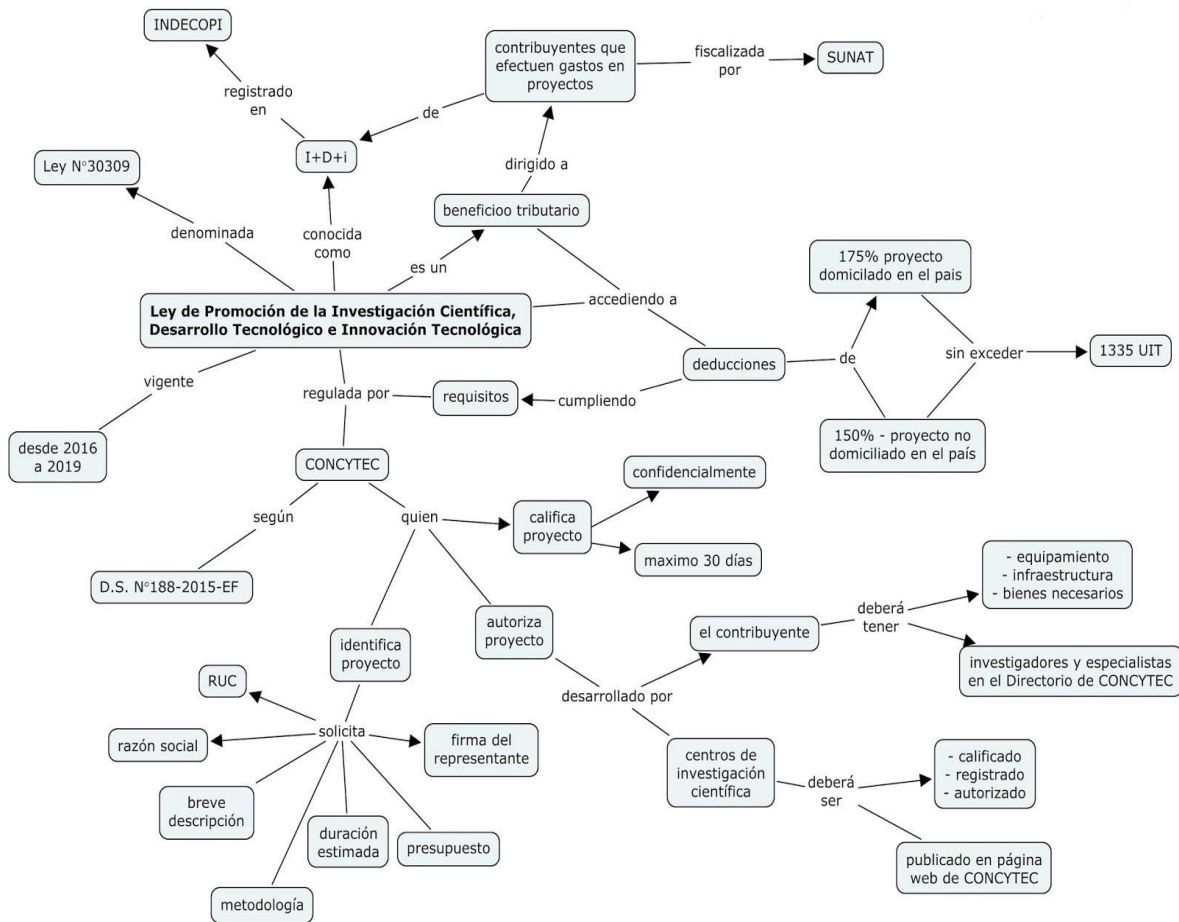 INDECOPI
contribuyentes que
efectuen gastos en
proyectos
fiscalizada
por
SUNAT
registrado
en
de
I+D+i
Ley N°30309
dirigido a
beneficioo tributario
denominada
conocida
como
es un
175% proyecto
domicilado en el pais
Ley de Promoción de la Investigación Científica,
Desarrollo Tecnológico e Innovación Tecnológica
accediendo a
deducciones
de
sin exceder
1335 UIT
vigente
regulada por
requisitos
cumpliendo
desde 2016
a 2019
150% - proyecto no
domiciliado en el país
CONCYTEC
confidencialmente
según
quien
califica
proyecto
maximo 30 días
D.S. N°188-2015-EF
- equipamiento
- infraestructura
- bienes necesarios
autoriza
proyecto
el contribuyente
deberá
tener
identifica
proyecto
investigadores y especialistas
en el Directorio de CONCYTEC
RUC
desarrollado por
razón social
solicita
firma del
representante
centros de
investigación
científica
deberá
ser
- calificado
- registrado
- autorizado
breve
descripción
duración
estimada
presupuesto
publicado en página
web de CONCYTEC
metodología